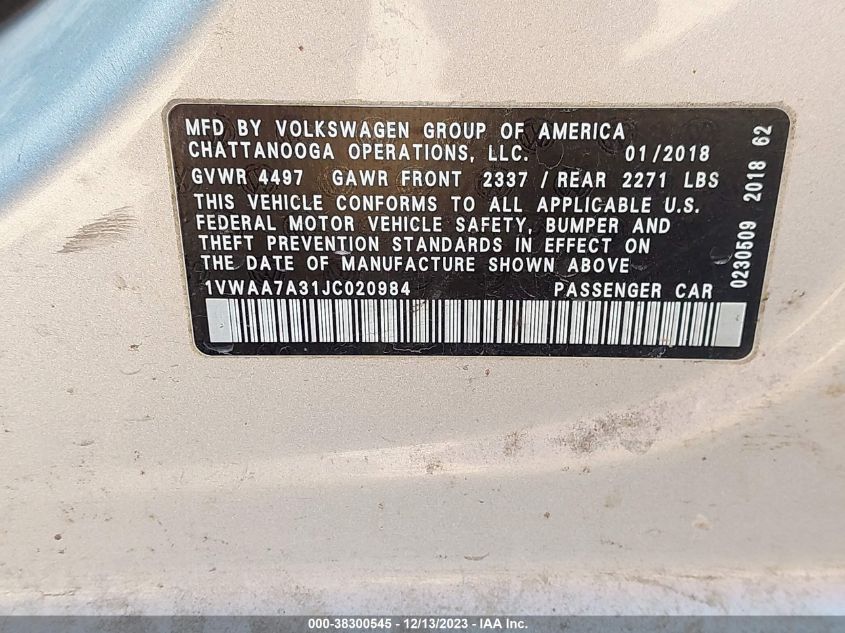 MFD BY VOLKSWAGEN GROUP OF AMERICA
CHATTANOOGA OPERATIONS, LLC. 01/2018
GVWR 4497 GAWR FRONT 2337 / REAR 2271 LBS
THIS VEHICLE CONFORMS TO ALL APPLICABLE U.S.
FEDERAL MOTOR VEHICLE SAFETY, BUMPER AND
THEFT PREVENTION STANDARDS IN EFFECT ON
THE DATE OF MANUFACTURE SHOWN ABOVE
1VWAA7A31JC020984 PASSENGER CAR
0230509 2018 62
000-38300545 - 12/13/2023 - IAA Inc.